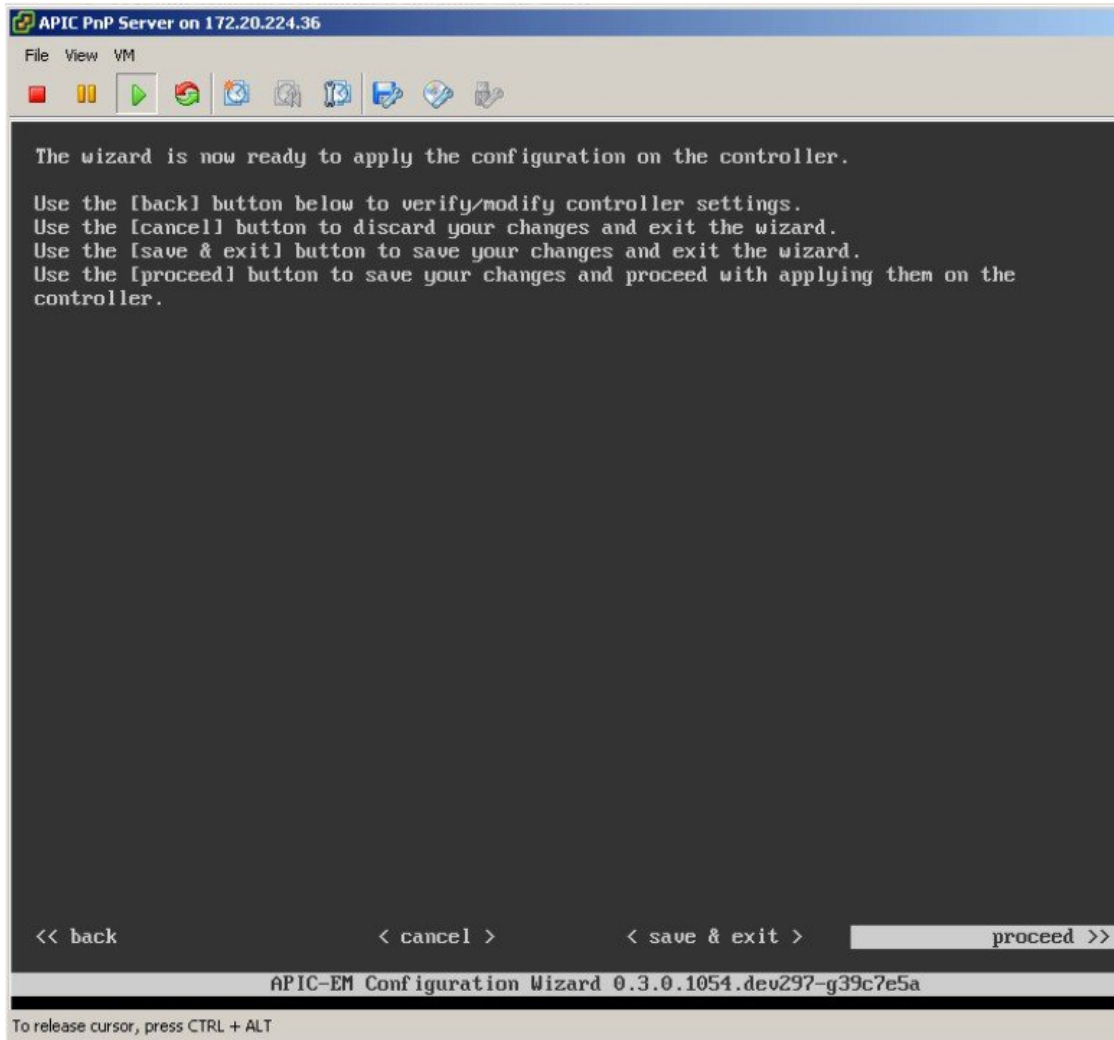 APIC PnP Server on 172.20.224.36
File View VM
The wizard is now ready to apply the configuration on the controller.
Use the [back] button below to verify/modify controller settings.
Use the [cancel] button to discard your changes and exit the wizard.
Use the [save & exit] button to save your changes and exit the wizard.
Use the [proceed] button to save your changes and proceed with applying them on the
controller.
<< back < cancel > < save & exit > proceed >>
APIC-EM Configuration Wizard 0.3.0.1054.dev297-g39c7e5a
To release cursor, press CTRL + ALT